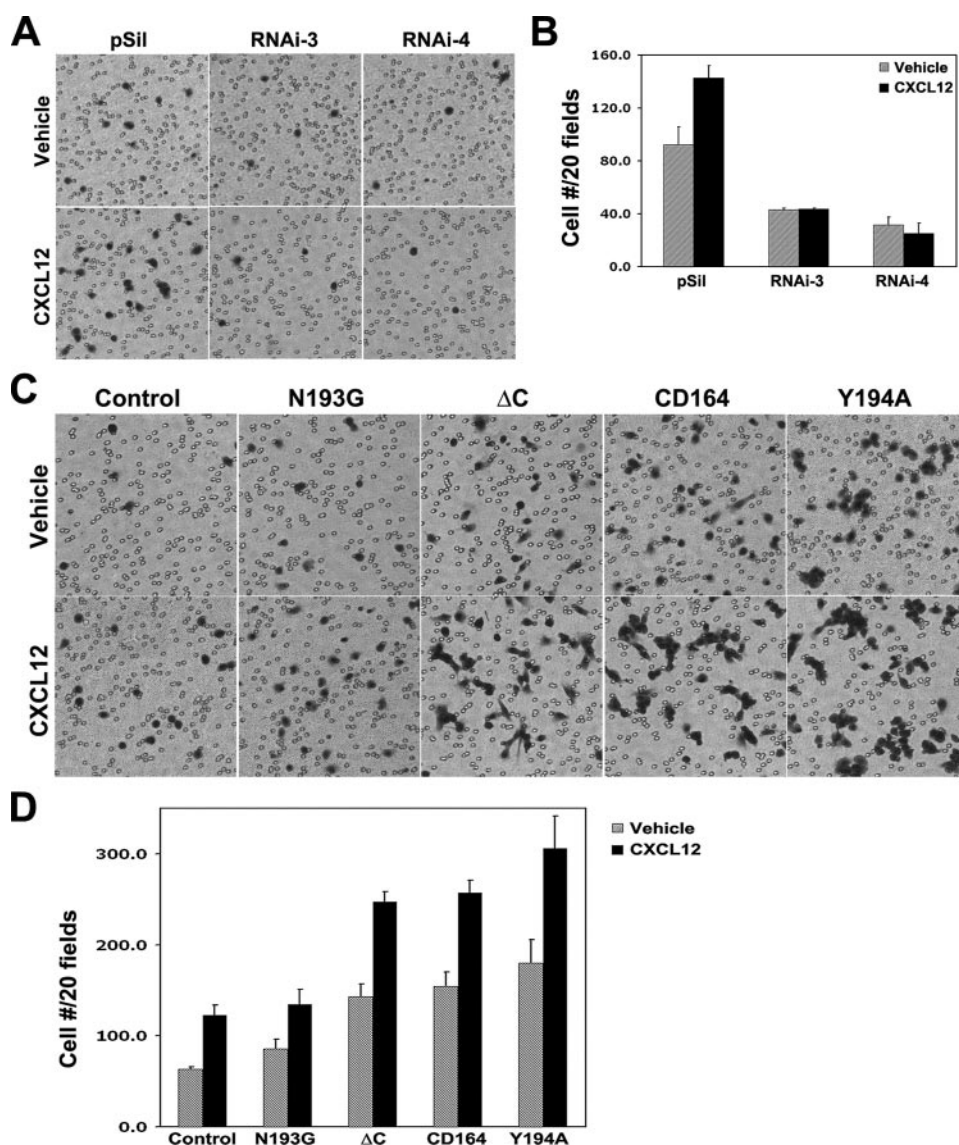 A
pSil RNAi-3 RNAi-4
Vehicle
CXCL12
B
160.0
120.0
80.0
40.0
0.0
Cell #/20 fields
Vehicle
CXCL12
pSil RNAi-3 RNAi-4
C
Control N193G ΔC CD164 Y194A
Vehicle
CXCL12
D
300.0
200.0
100.0
0.0
Cell #/20 fields
Vehicle
CXCL12
Control N193G ΔC CD164 Y194A